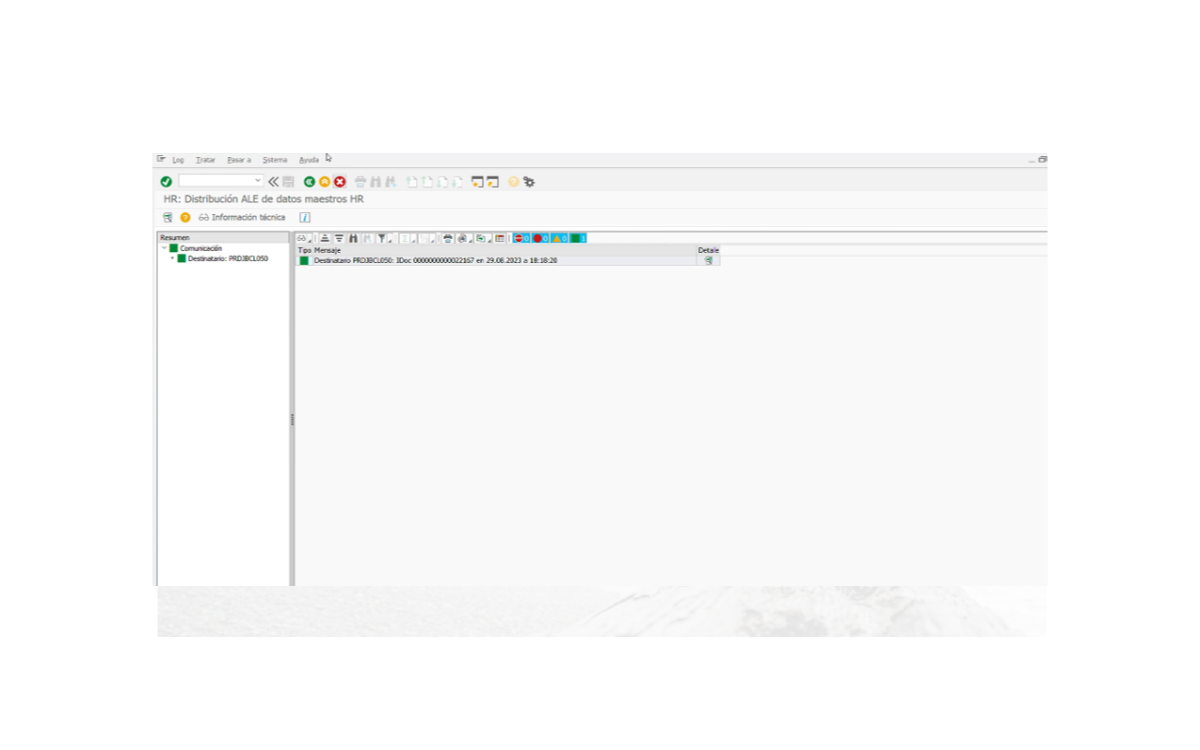 Log Tratar Pasar a Sistema Ayuda
HR: Distribución ALE de datos maestros HR
Información técnica
Resumen
Comunicación
Destinatario: PRDJBCL050
0 0 0 1
Tipo Mensaje Detalle
Destinatario PRDJBCL050: IDoc 0000000000022167 en 29.08.2023 a 18:18:20